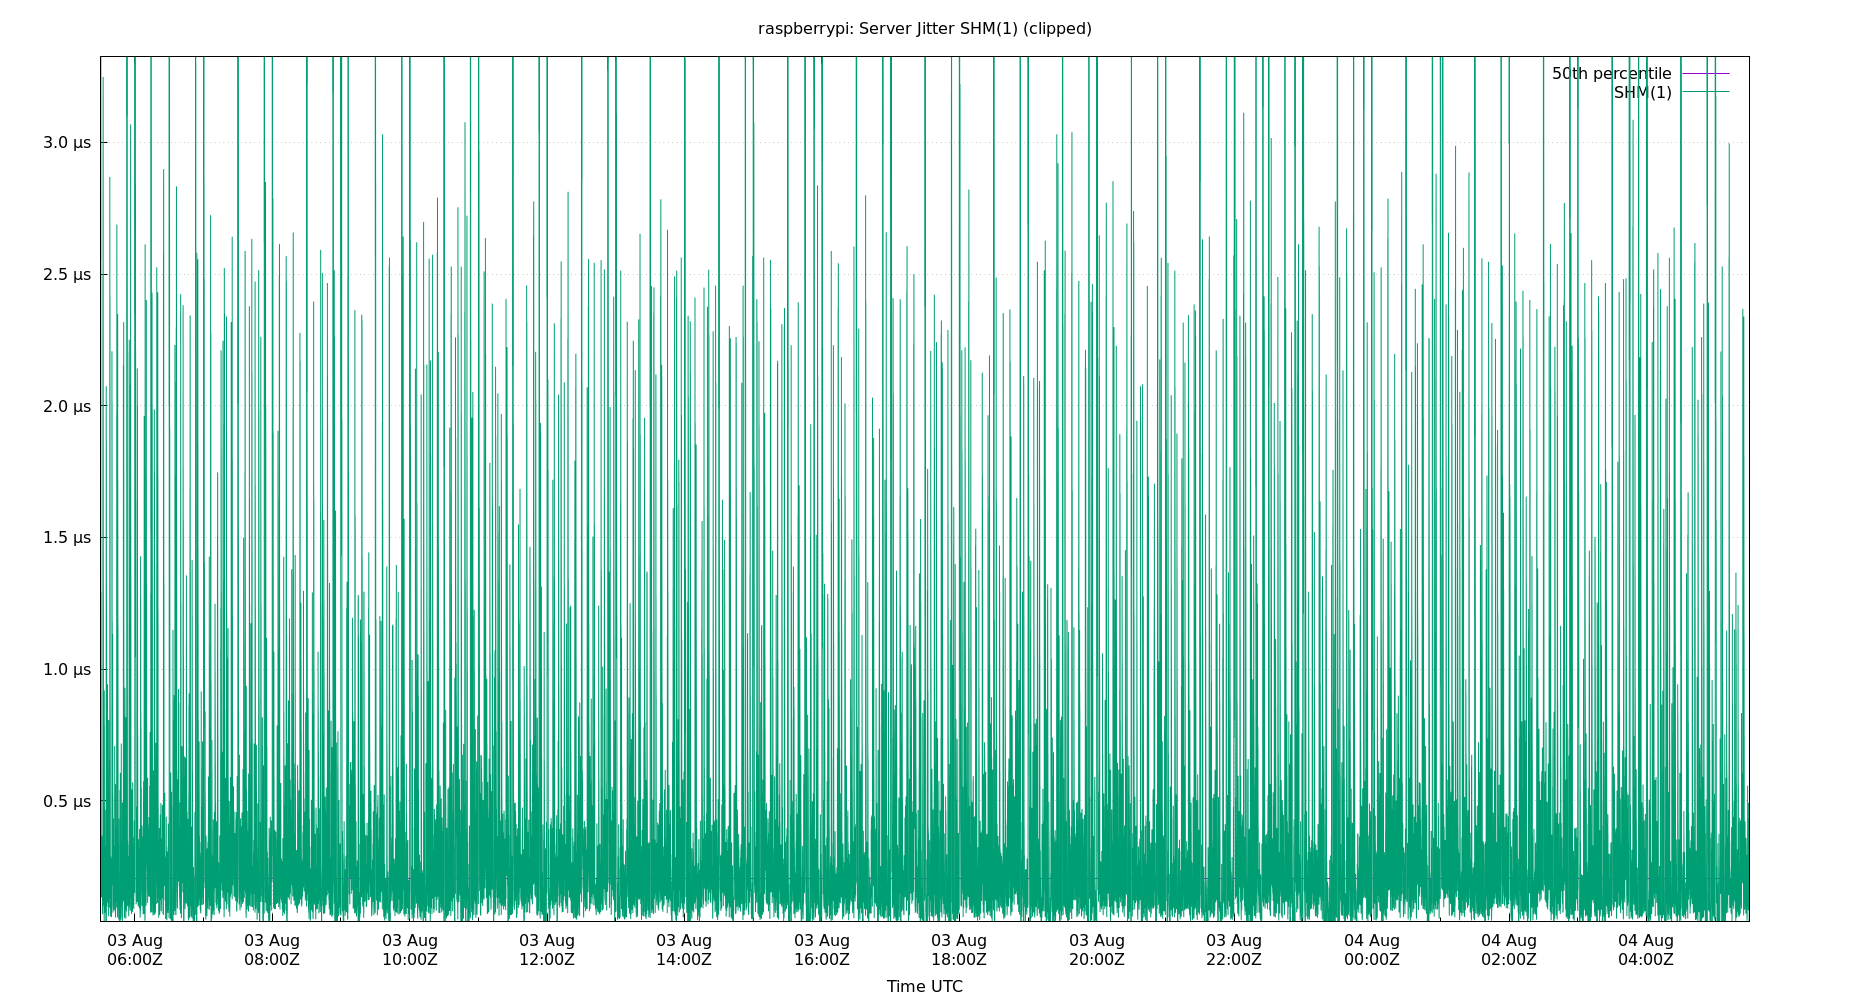 raspberrypi: Server Jitter SHM(1) (clipped)
50th percentile
SHM(1)
3.0 µs
2.5 µs
2.0 µs
1.5 µs
1.0 µs
0.5 µs
03 Aug 03 Aug 03 Aug 03 Aug 03 Aug 03 Aug 03 Aug 03 Aug 03 Aug 04 Aug 04 Aug 04 Aug
06:00Z 08:00Z 10:00Z 12:00Z 14:00Z 16:00Z 18:00Z 20:00Z 22:00Z 00:00Z 02:00Z 04:00Z
Time UTC